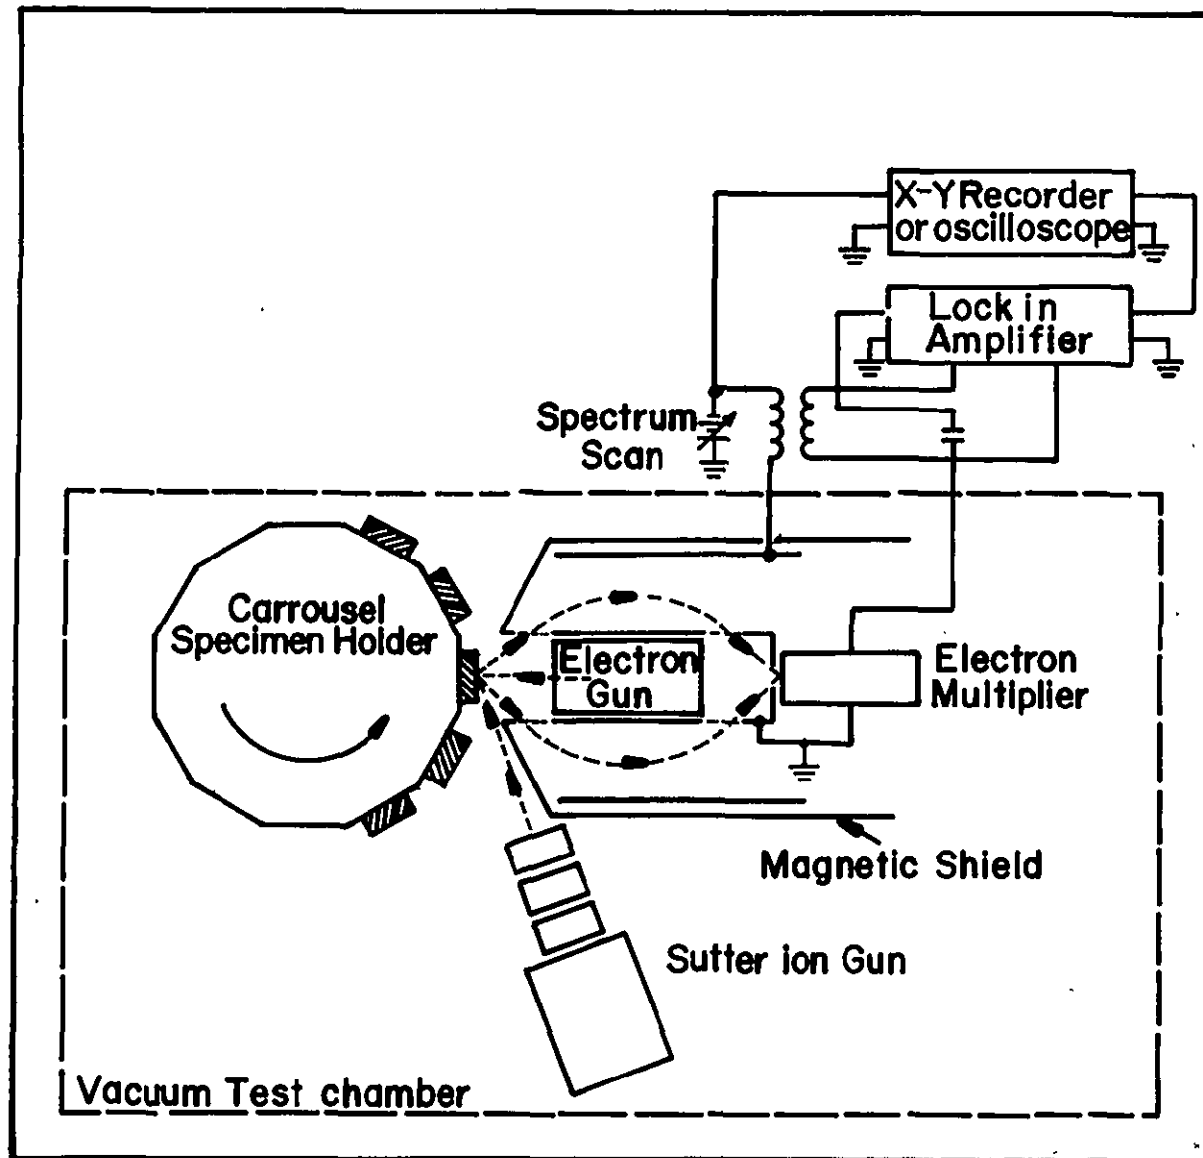 X-Y Recorder
or oscilloscope
Lock in
Amplifier
Spectrum
Scan
Carrousel
Specimen Holder
Electron
Gun
Electron
Multiplier
Magnetic Shield
Sutter ion Gun
Vacuum Test chamber